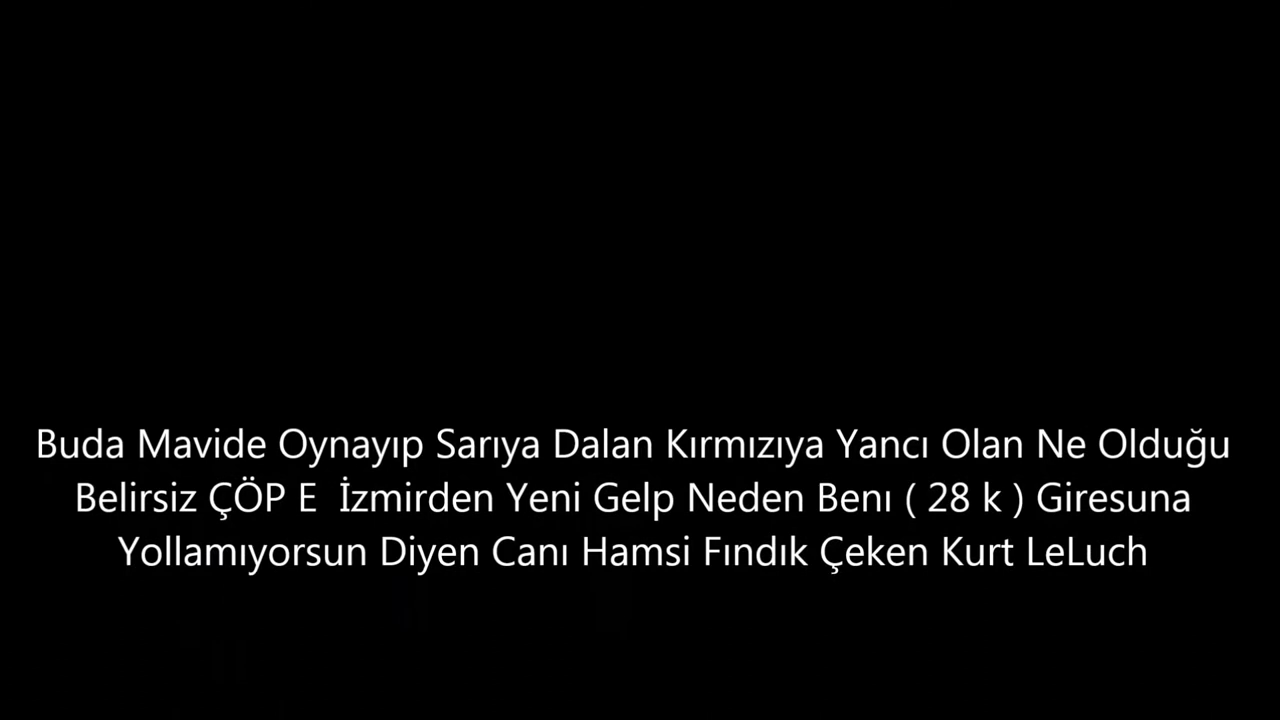 Buda Mavide Oynayıp Sarıya Dalan Kırmızıya Yancı Olan Ne Olduğu
Belirsiz ÇÖP E İzmirden Yeni Gelp Neden Benı ( 28 k ) Giresuna
Yollamıyorsun Diyen Canı Hamsi Fındık Çeken Kurt LeLuch